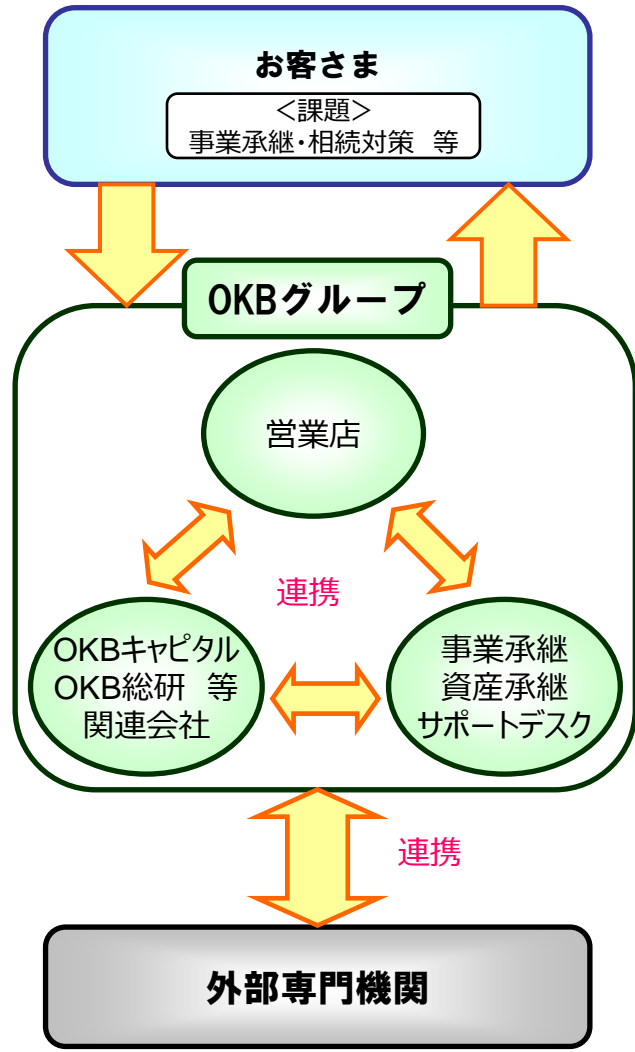 お客さま
＜課題＞
事業承継・相続対策 等
OKBグループ
営業店
連携
OKBキャピタル
OKB総研 等
関連会社
事業承継
資産承継
サポートデスク
連携
外部専門機関